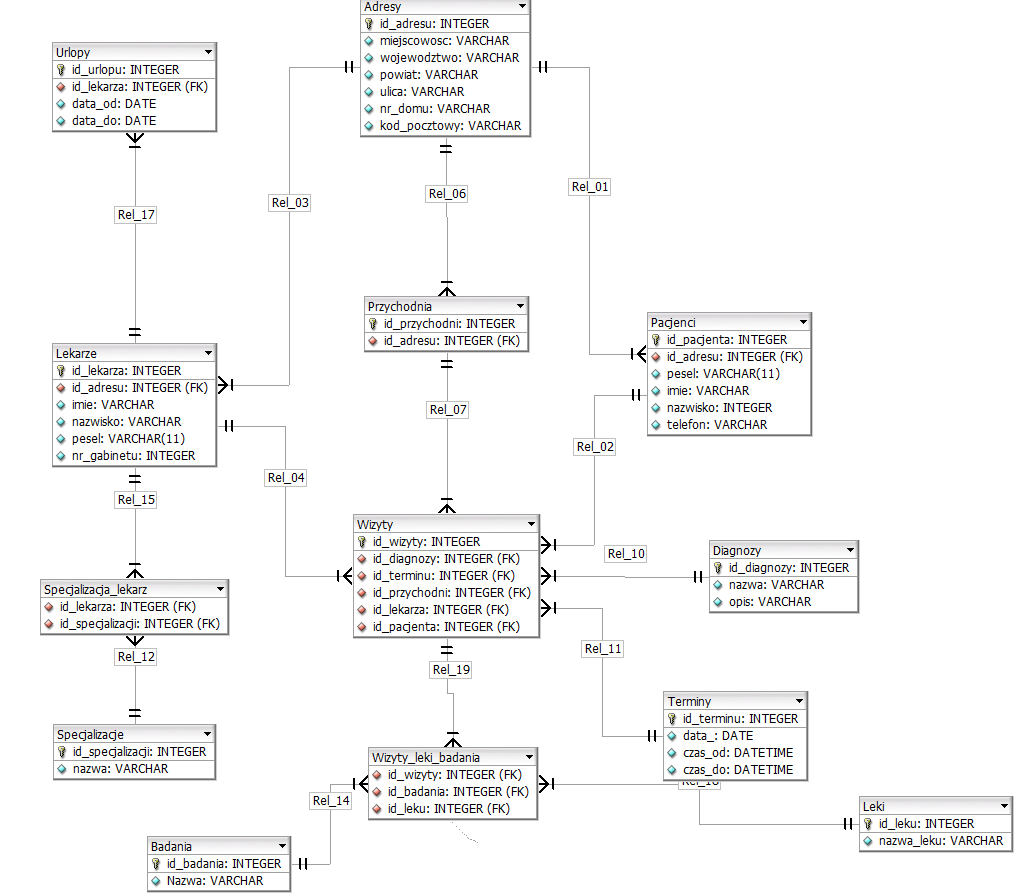 Adresy
id_adresu: INTEGER
miejscowosc: VARCHAR
wojewodztwo: VARCHAR
powiat: VARCHAR
ulica: VARCHAR
nr_domu: VARCHAR
kod_pocztowy: VARCHAR
Urlopy
id_urlopu: INTEGER
id_lekarza: INTEGER (FK)
data_od: DATE
data_do: DATE
Rel_17
Rel_03
Rel_06
Rel_01
Przychodnia
id_przychodni: INTEGER
id_adresu: INTEGER (FK)
Pacjenci
id_pacjenta: INTEGER
id_adresu: INTEGER (FK)
pesel: VARCHAR(11)
imie: VARCHAR
nazwisko: INTEGER
telefon: VARCHAR
Lekarze
id_lekarza: INTEGER
id_adresu: INTEGER (FK)
imie: VARCHAR
nazwisko: VARCHAR
pesel: VARCHAR(11)
nr_gabinetu: INTEGER
Rel_07
Rel_02
Rel_04
Rel_15
Wizyty
id_wizyty: INTEGER
id_diagnozy: INTEGER (FK)
id_terminu: INTEGER (FK)
id_przychodni: INTEGER (FK)
id_lekarza: INTEGER (FK)
id_pacjenta: INTEGER (FK)
Rel_10
Diagnozy
id_diagnozy: INTEGER
nazwa: VARCHAR
opis: VARCHAR
Specjalizacja_lekarz
id_lekarza: INTEGER (FK)
id_specjalizacji: INTEGER (FK)
Rel_12
Rel_11
Rel_19
Terminy
id_terminu: INTEGER
data_: DATE
czas_od: DATETIME
czas_do: DATETIME
Specjalizacje
id_specjalizacji: INTEGER
nazwa: VARCHAR
Wizyty_leki_badania
id_wizyty: INTEGER (FK)
id_badania: INTEGER (FK)
id_leku: INTEGER (FK)
Rel_14
Leki
id_leku: INTEGER
nazwa_leku: VARCHAR
Badania
id_badania: INTEGER
Nazwa: VARCHAR